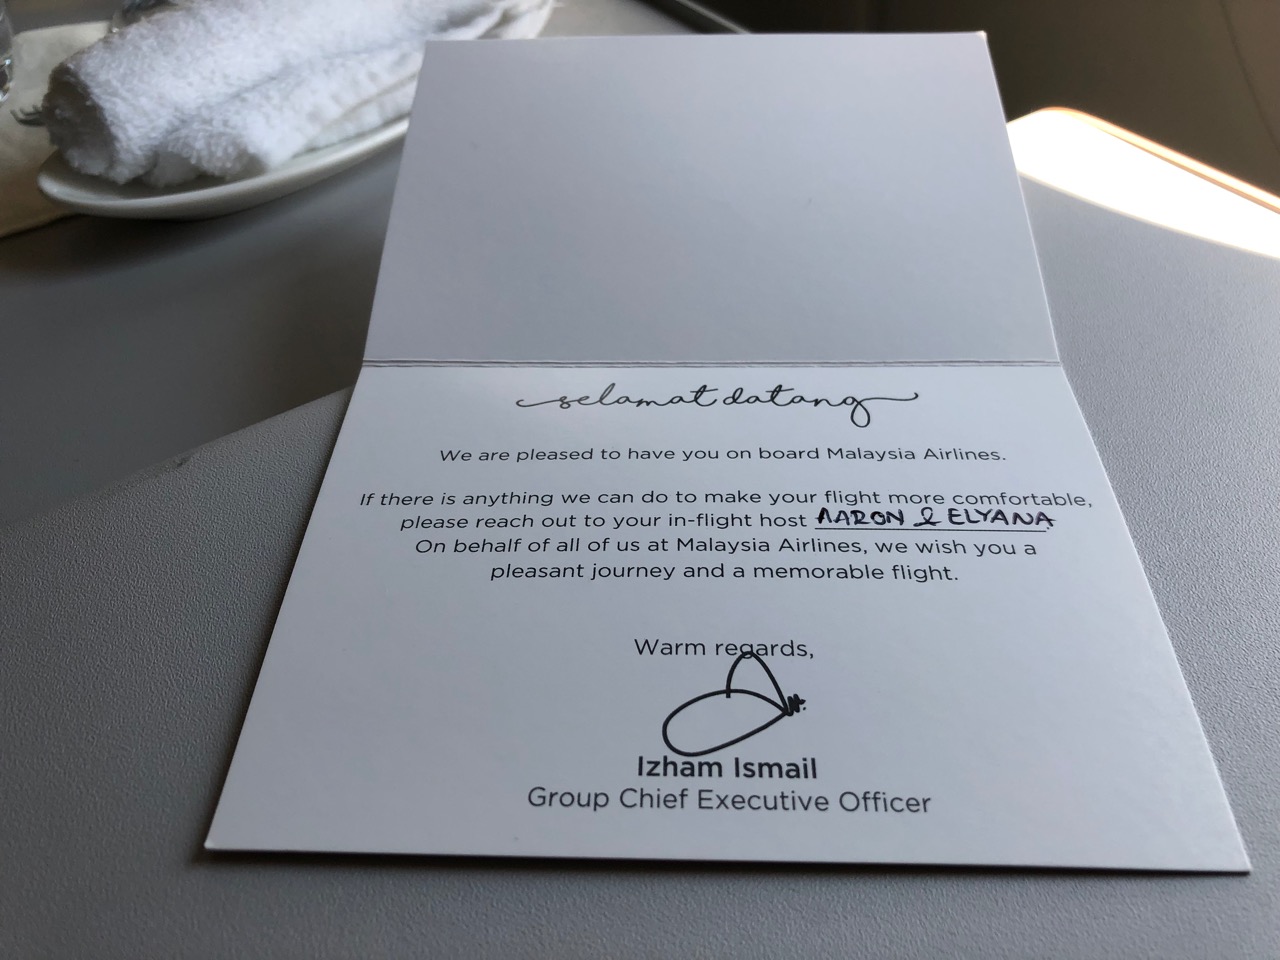 selamat datang
We are pleased to have you on board Malaysia Airlines.
If there is anything we can do to make your flight more comfortable,
please reach out to your in-flight host AARON & ELYANA
On behalf of all of us at Malaysia Airlines, we wish you a
pleasant journey and a memorable flight.
Warm regards,
Izham Ismail
Group Chief Executive Officer